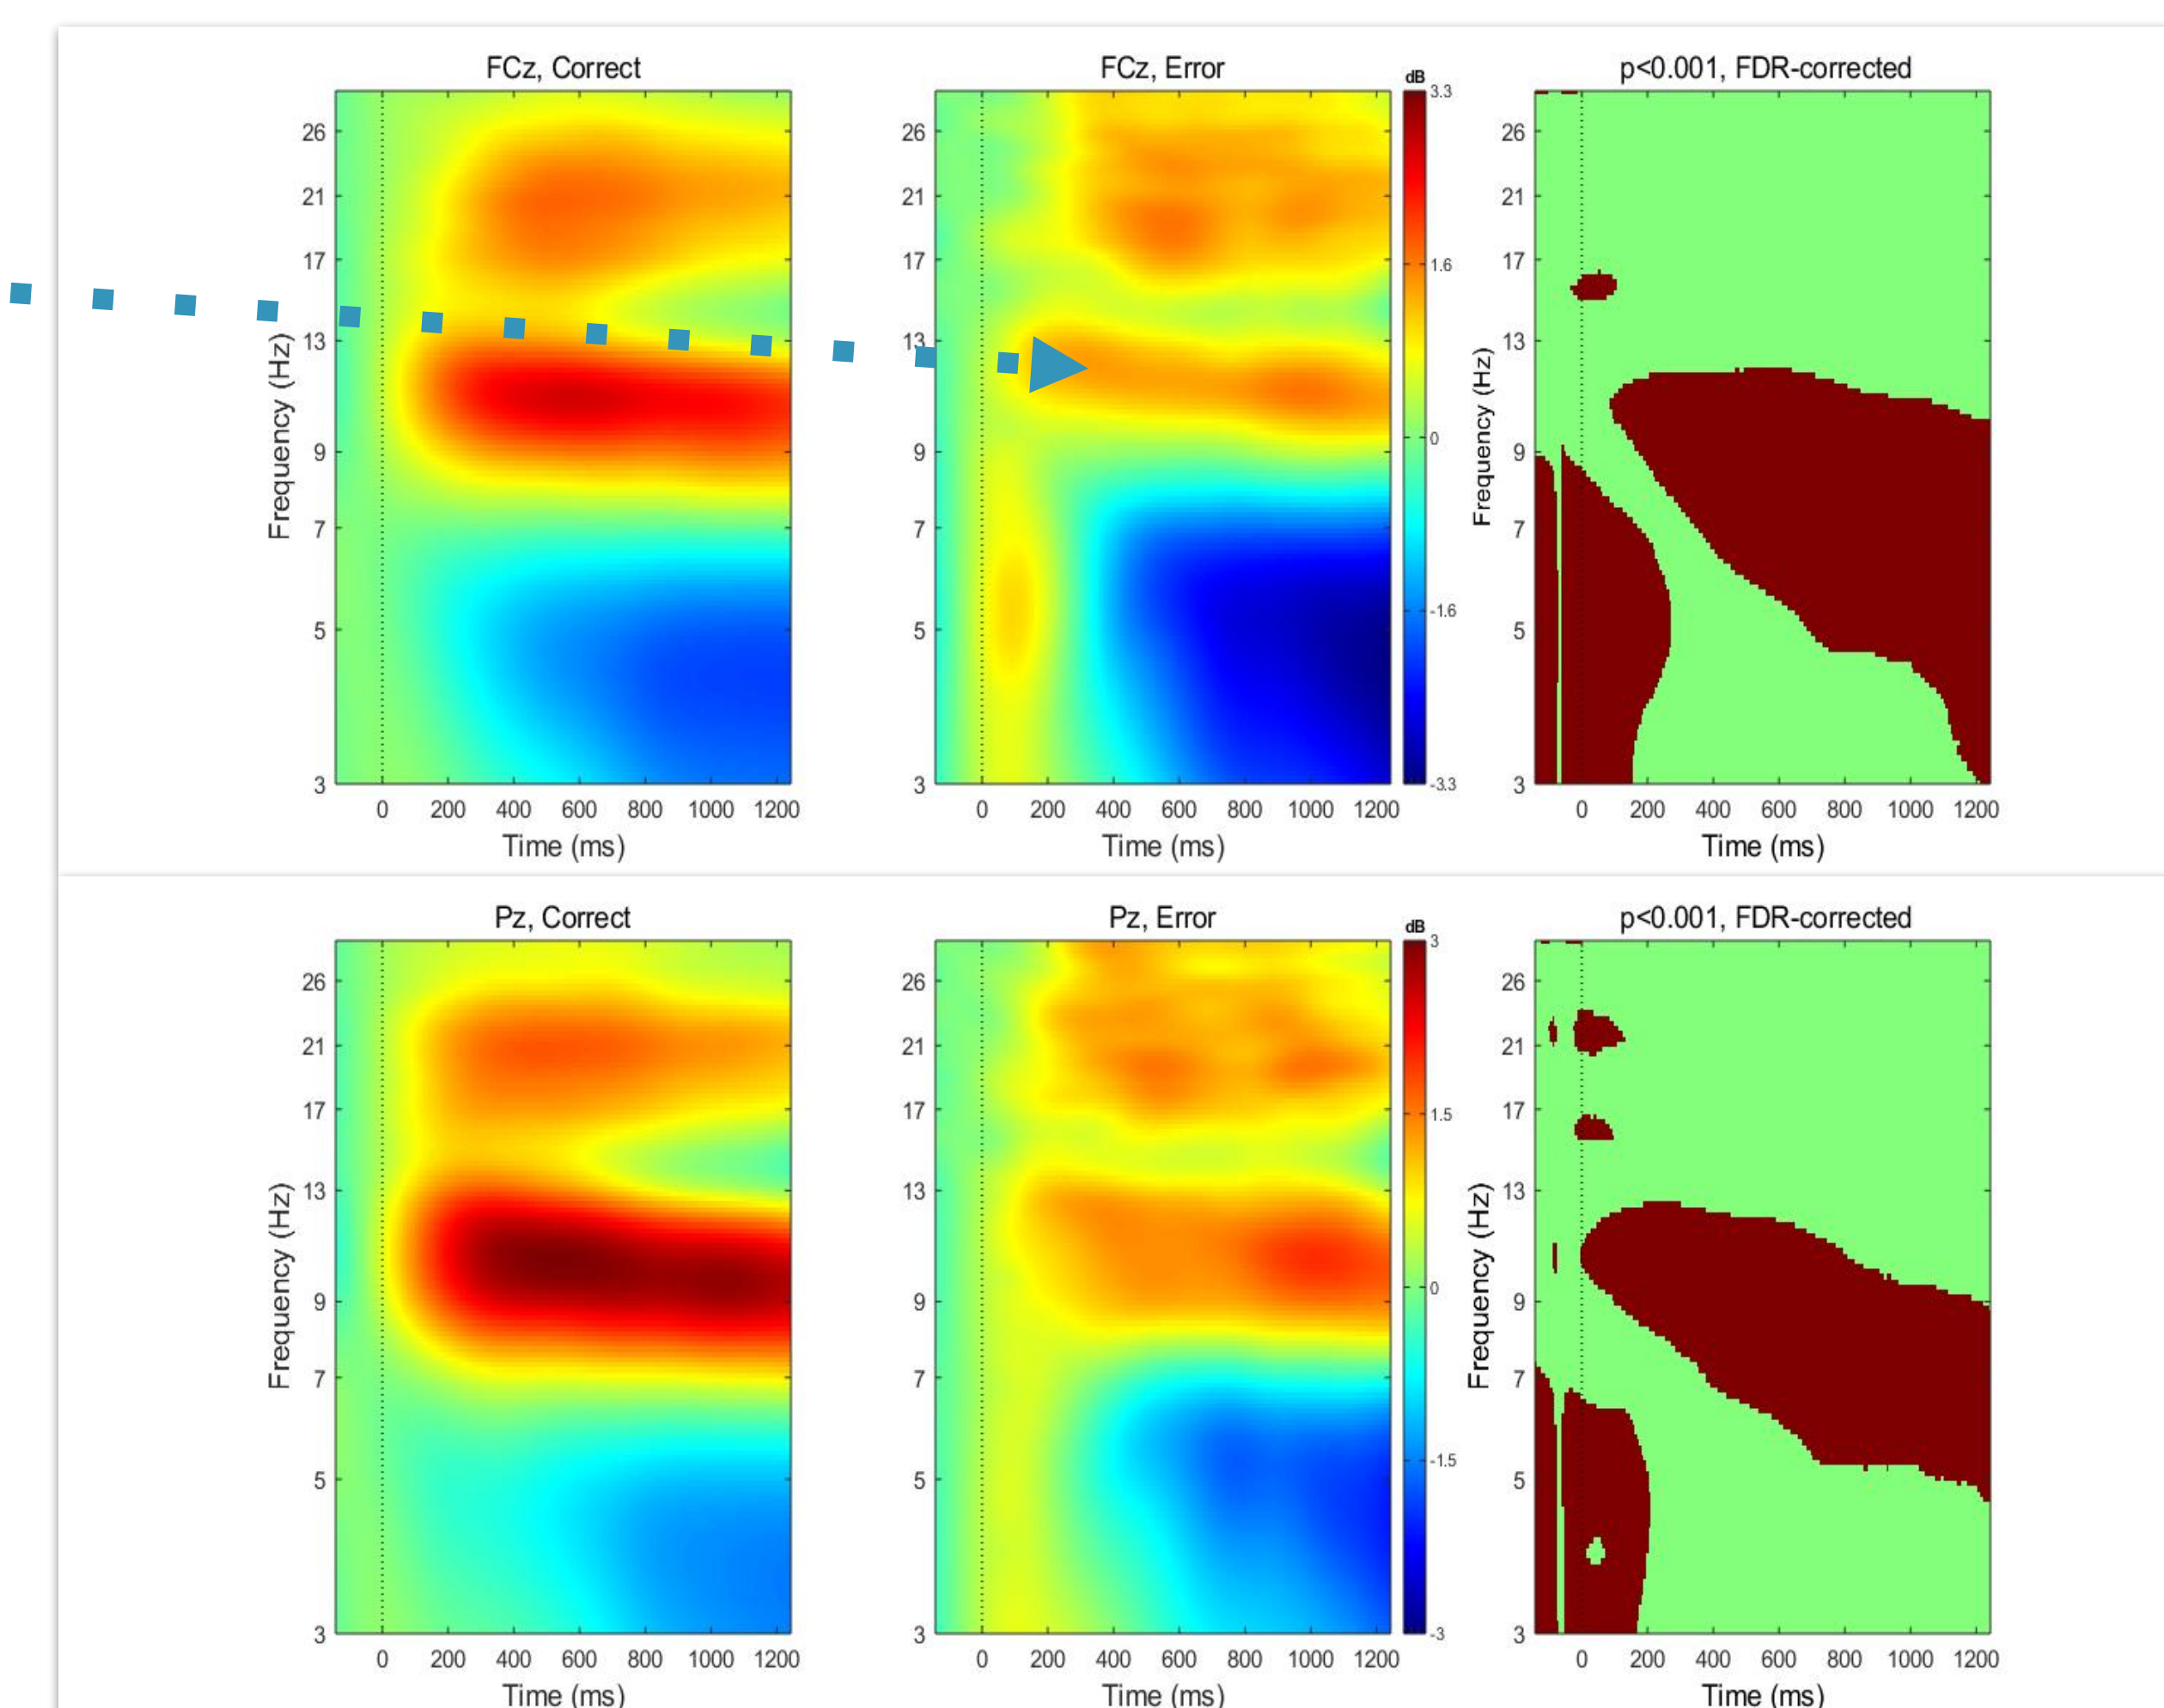 FCz, Correct
FCz, Error
dB
p<0.001, FDR-corrected
26
21
17
13
9
7
5
3
Frequency (Hz)
0 200 400 600 800 1000 1200
Time (ms)
26
21
17
13
9
7
5
3
0 200 400 600 800 1000 1200
Time (ms)
3.3
1.6
0
-1.6
-3.3
26
21
17
13
9
7
5
3
Frequency (Hz)
0 200 400 600 800 1000 1200
Time (ms)
Pz, Correct
Pz, Error
dB
p<0.001, FDR-corrected
26
21
17
13
9
7
5
3
Frequency (Hz)
0 200 400 600 800 1000 1200
Time (ms)
26
21
17
13
9
7
5
3
0 200 400 600 800 1000 1200
Time (ms)
3
1.5
0
-1.5
-3
26
21
17
13
9
7
5
3
Frequency (Hz)
0 200 400 600 800 1000 1200
Time (ms)